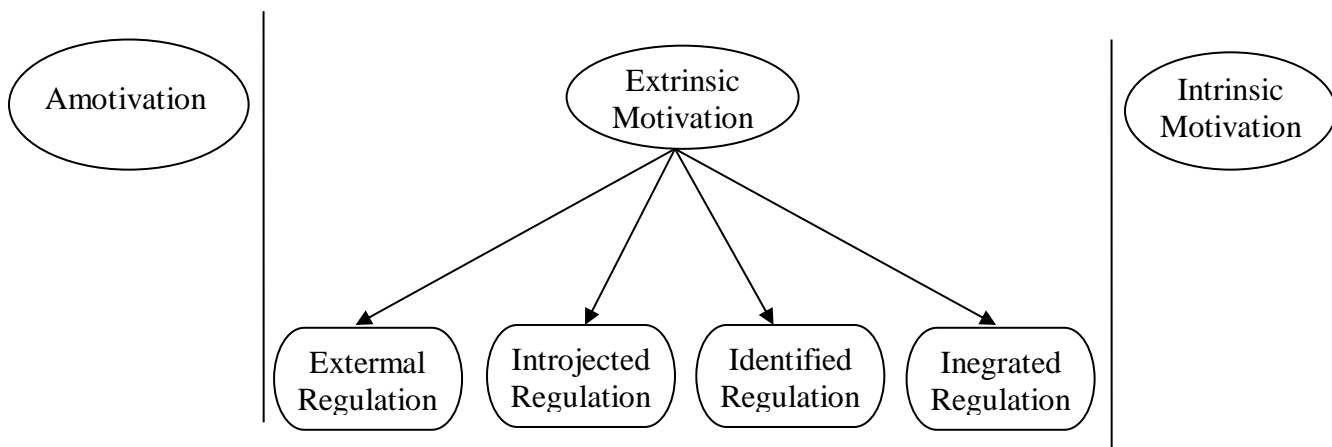 Amotivation
Extrinsic
Motivation
Intrinsic
Motivation
Extermal
Regulation
Introjected
Regulation
Identified
Regulation
Inegrated
Regulation